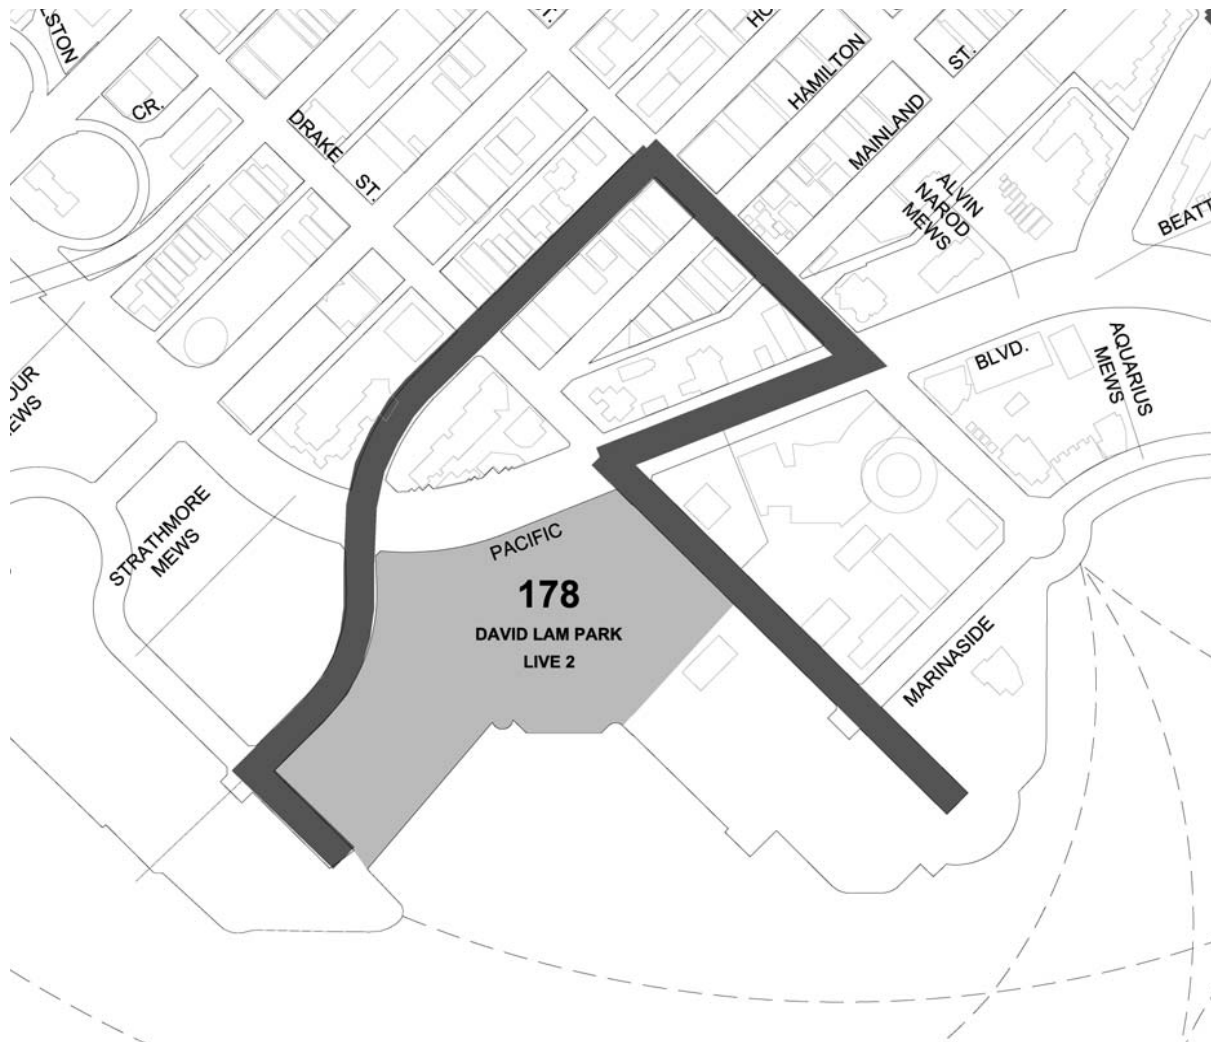 HAMILTON
ST.
MAINLAND
CR.
DRAKE
ST.
ALVIN
NAROD
MEWS
BLVD.
AQUARIUS
MEWS
STRATHMORE
MEWS
PACIFIC
178
DAVID LAM PARK
LIVE 2
MARINASIDE